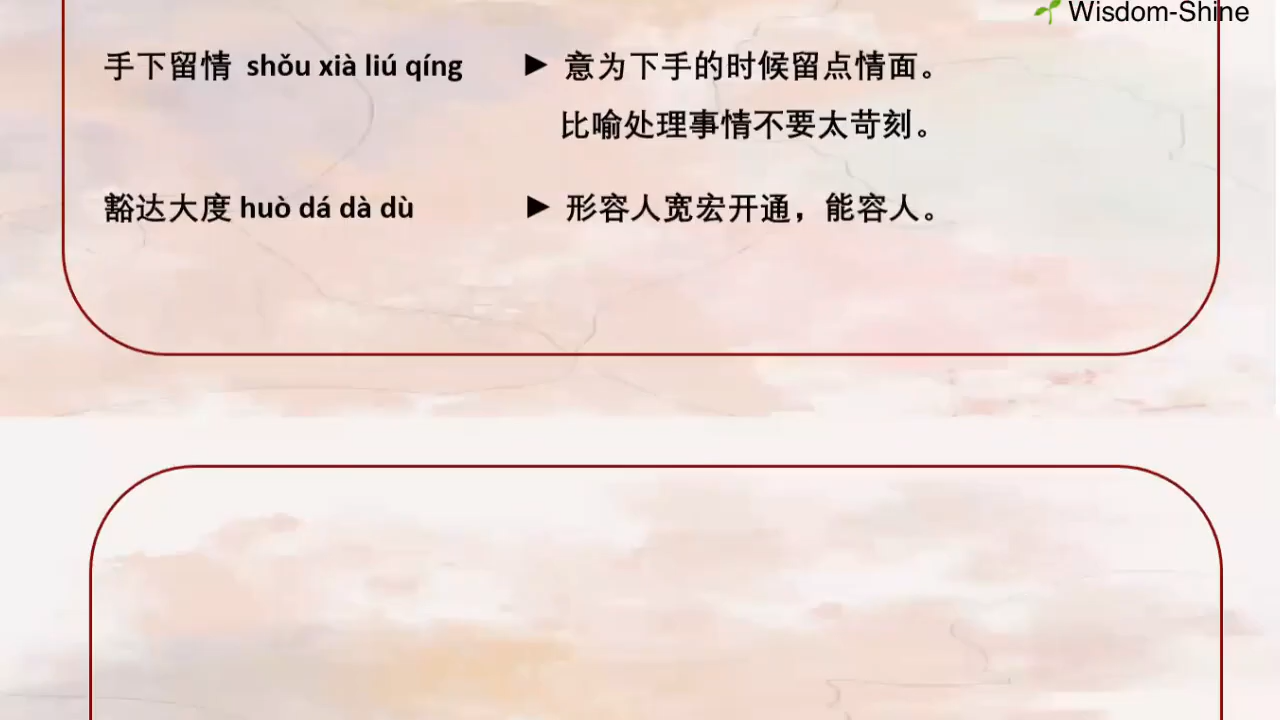 Wisdom-Shine
手下留情 shǒu xià liú qíng ▶ 意为下手的时候留点情面。
比喻处理事情不要太苛刻。
豁达大度 huò dá dà dù ▶ 形容人宽宏开通，能容人。